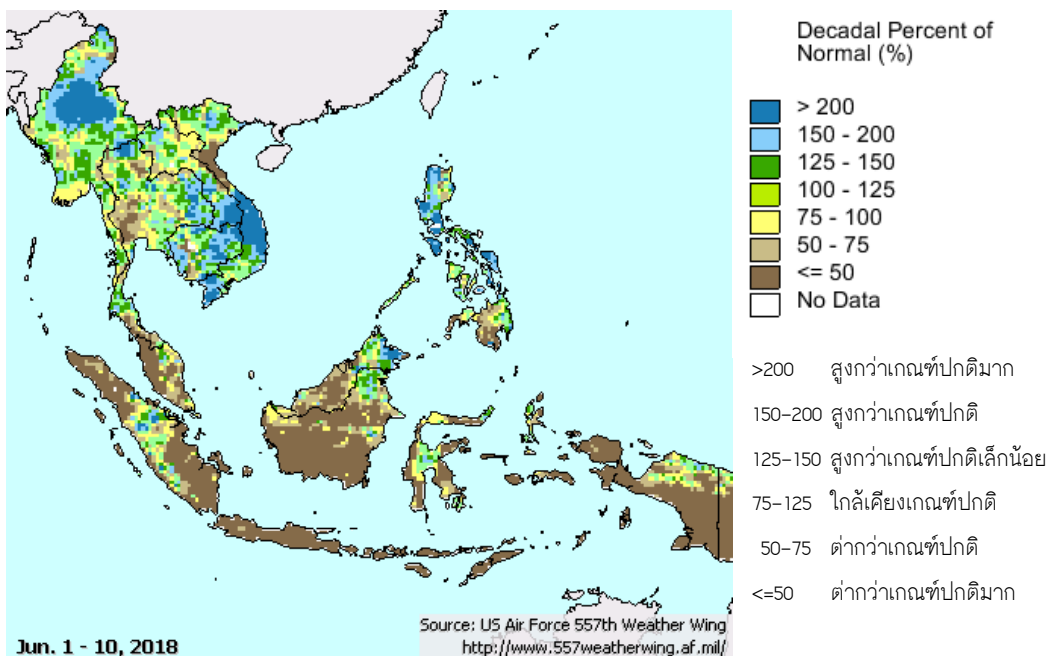 Decadal Percent of
Normal (%)
> 200
150 - 200
125 - 150
100 - 125
75 - 100
50 - 75
<= 50
No Data
>200 สูงกว่าเกณฑ์ปกติมาก
150-200 สูงกว่าเกณฑ์ปกติ
125-150 สูงกว่าเกณฑ์ปกติเล็กน้อย
75-125 ใกล้เคียงเกณฑ์ปกติ
50-75 ต่ากว่าเกณฑ์ปกติ
<=50 ต่ากว่าเกณฑ์ปกติมาก
Source: US Air Force 557th Weather Wing
Jun. 1 - 10, 2018 http://www.557weatherwing.af.mil/